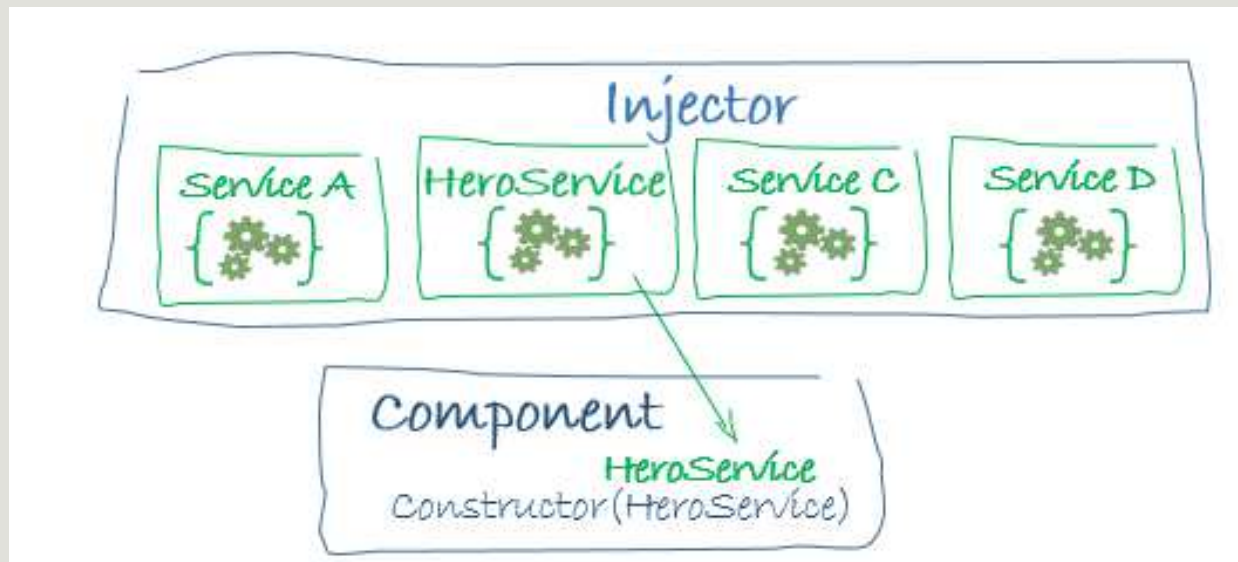 Injector
Service A
HeroService
Service C
Service D
Component
HeroService
Constructor(HeroService)